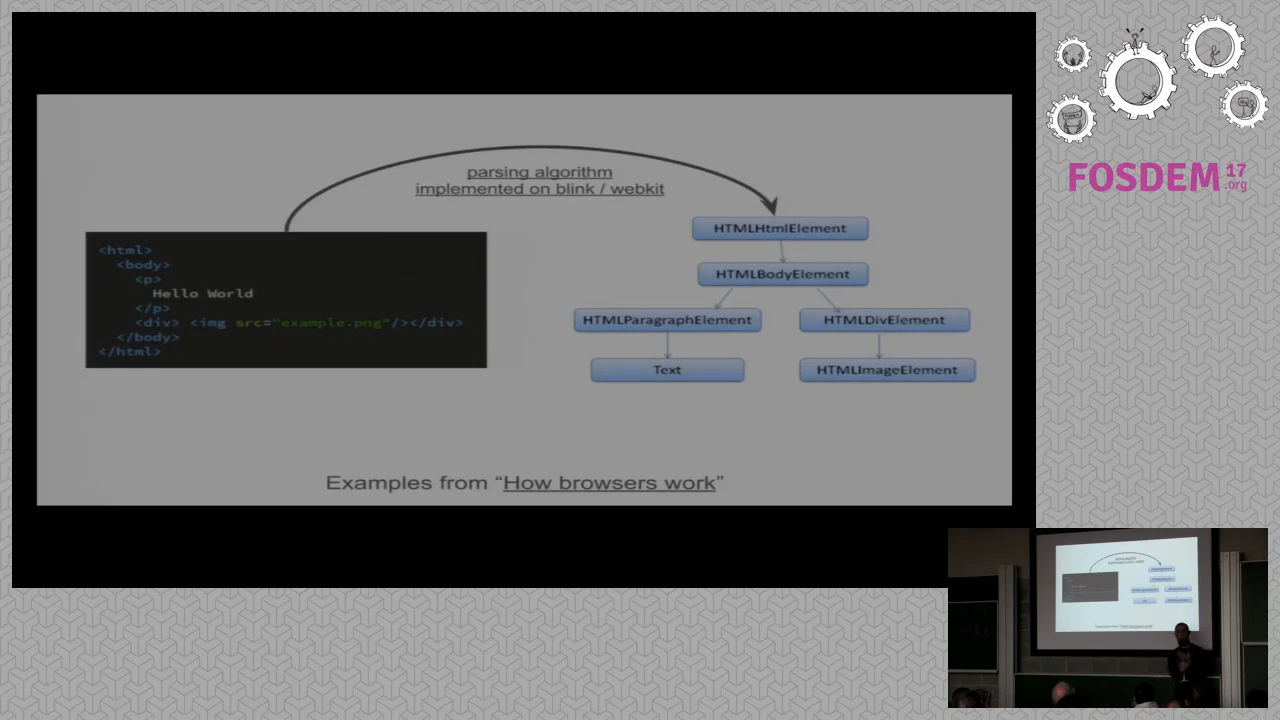 parsing algorithm
implemented on blink / webkit
<html>
<body>
<p>
Hello World
</p>
<div> <img src="example.png"/></div>
</body>
</html>
HTMLHtmlElement
HTMLBodyElement
HTMLParagraphElement
HTMLDivElement
Text
HTMLImageElement
Examples from “How browsers work”
FOSDEM 17
.org